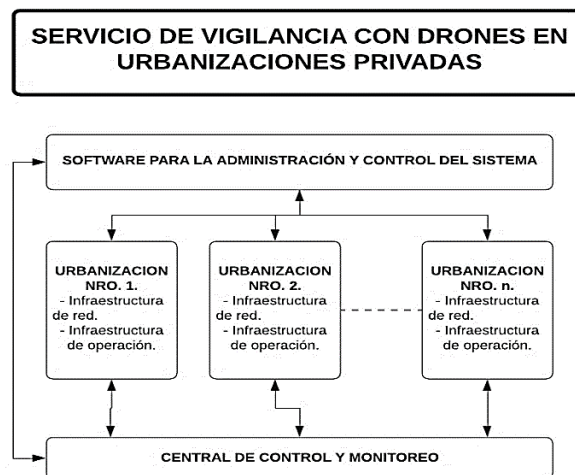 SERVICIO DE VIGILANCIA CON DRONES EN
URBANIZACIONES PRIVADAS
SOFTWARE PARA LA ADMINISTRACIÓN Y CONTROL DEL SISTEMA
URBANIZACION
NRO. 1.
- Infraestructura
de red.
- Infraestructura
de operación.
URBANIZACION
NRO. 2.
- Infraestructura
de red.
- Infraestructura
de operación.
URBANIZACION
NRO. n.
- Infraestructura
de red.
- Infraestructura
de operación.
CENTRAL DE CONTROL Y MONITOREO